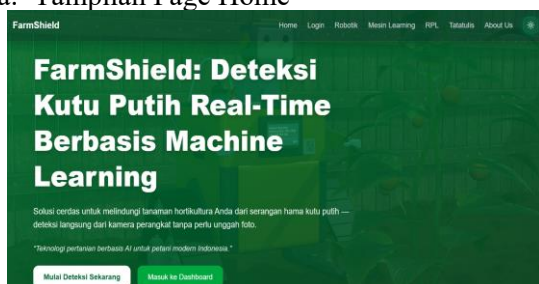 a. Tampilan Page Home
FarmShield
Home Login Robotik Mesin Learning RPL Tatatulis About Us
FarmShield: Deteksi
Kutu Putih Real-Time
Berbasis Machine
Learning
Solusi cerdas untuk melindungi tanaman hortikultura Anda dari serangan hama kutu putih —
deteksi langsung dari kamera perangkat tanpa perlu unggah foto.
"Teknologi pertanian berbasis AI untuk petani modern Indonesia."
Mulai Deteksi Sekarang Masuk ke Dashboard